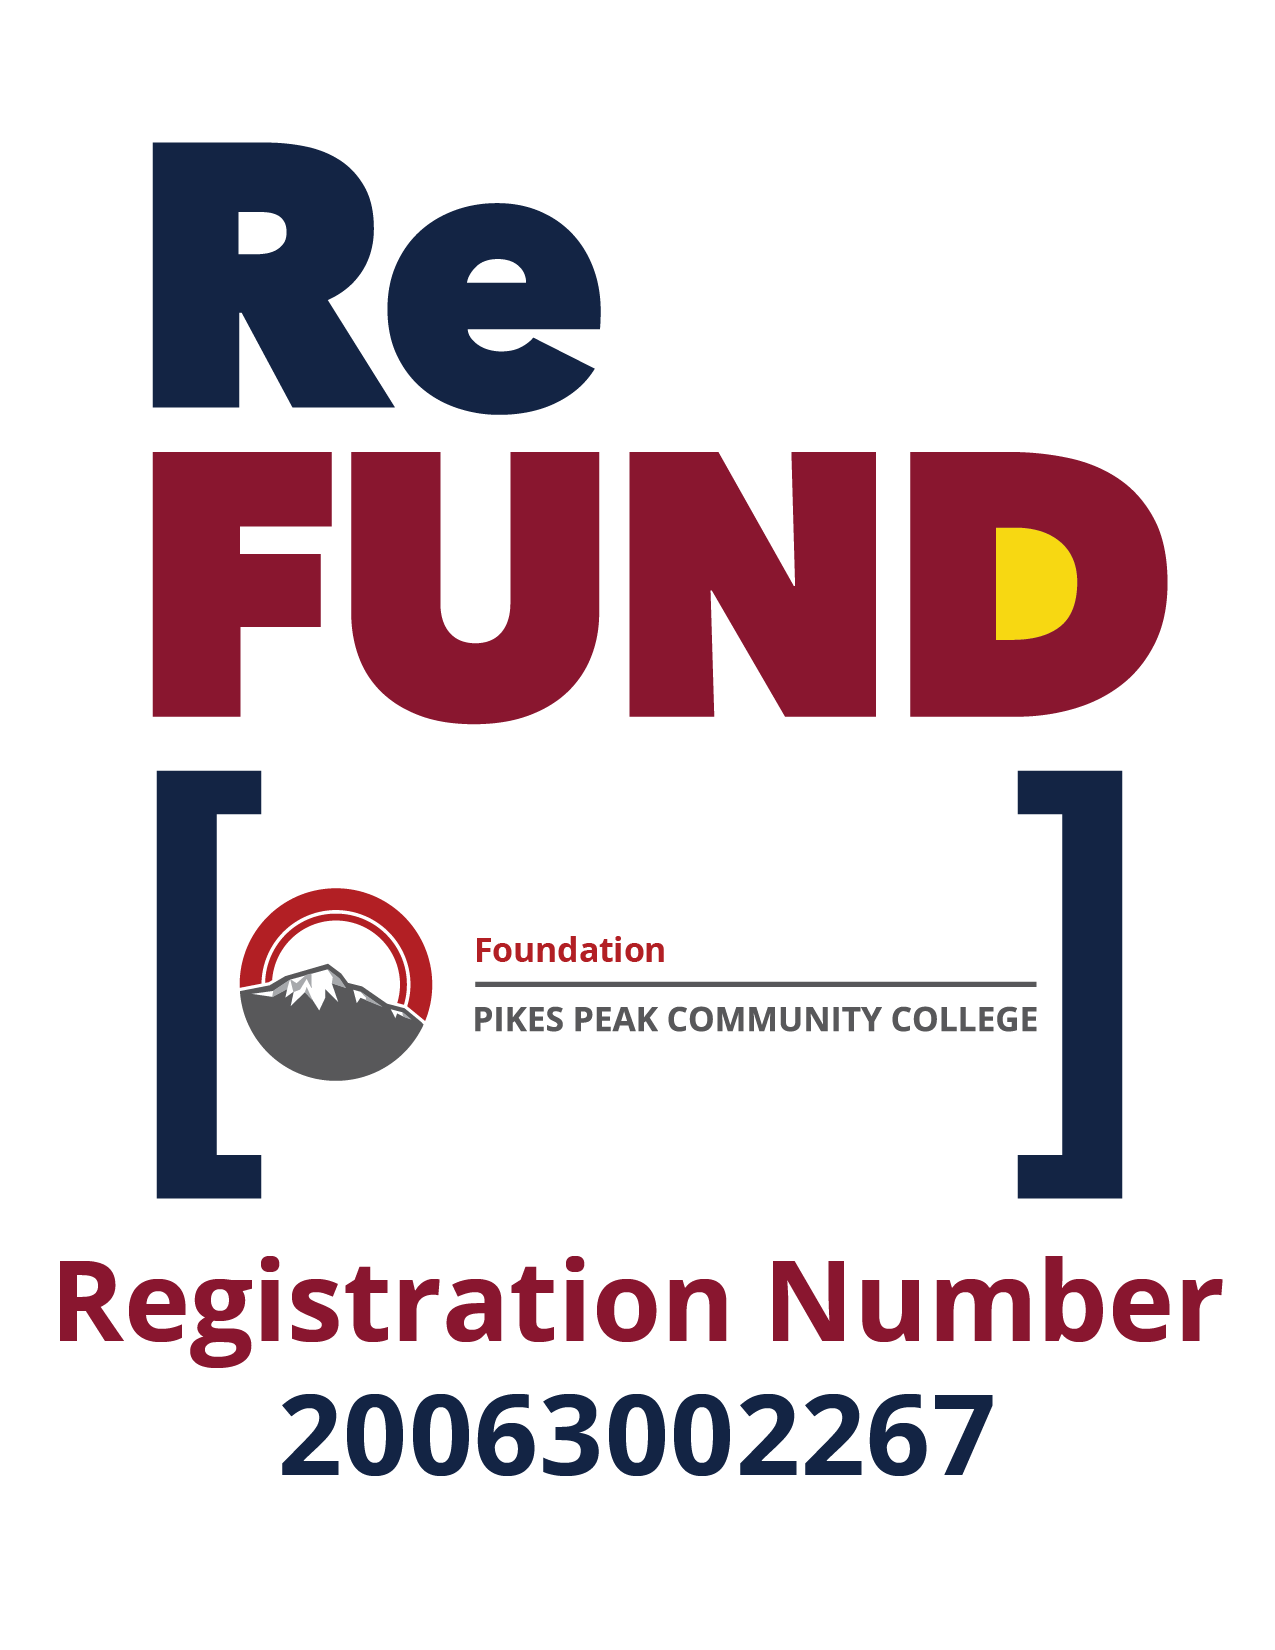 Re
FUND
Foundation
PIKES PEAK COMMUNITY COLLEGE
Registration Number
20063002267